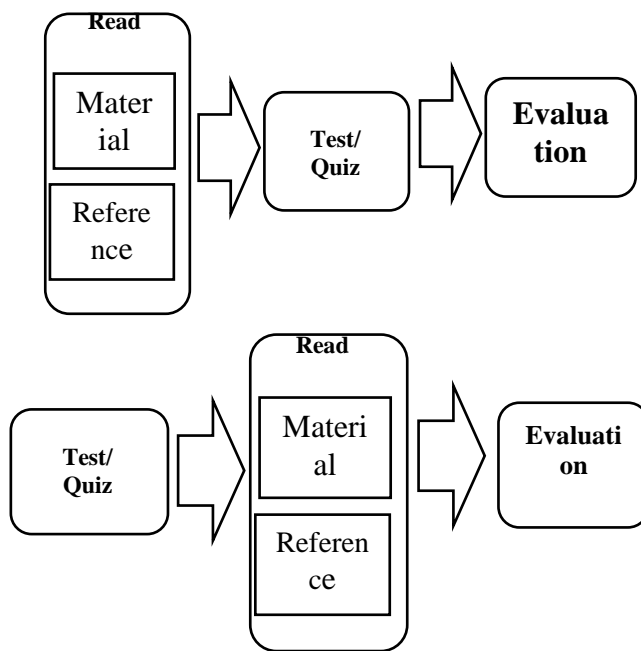 Read
Mater
ial
Refere
nce
Test/
Quiz
Evalua
tion
Read
Test/
Quiz
Materi
al
Referen
ce
Evaluati
on